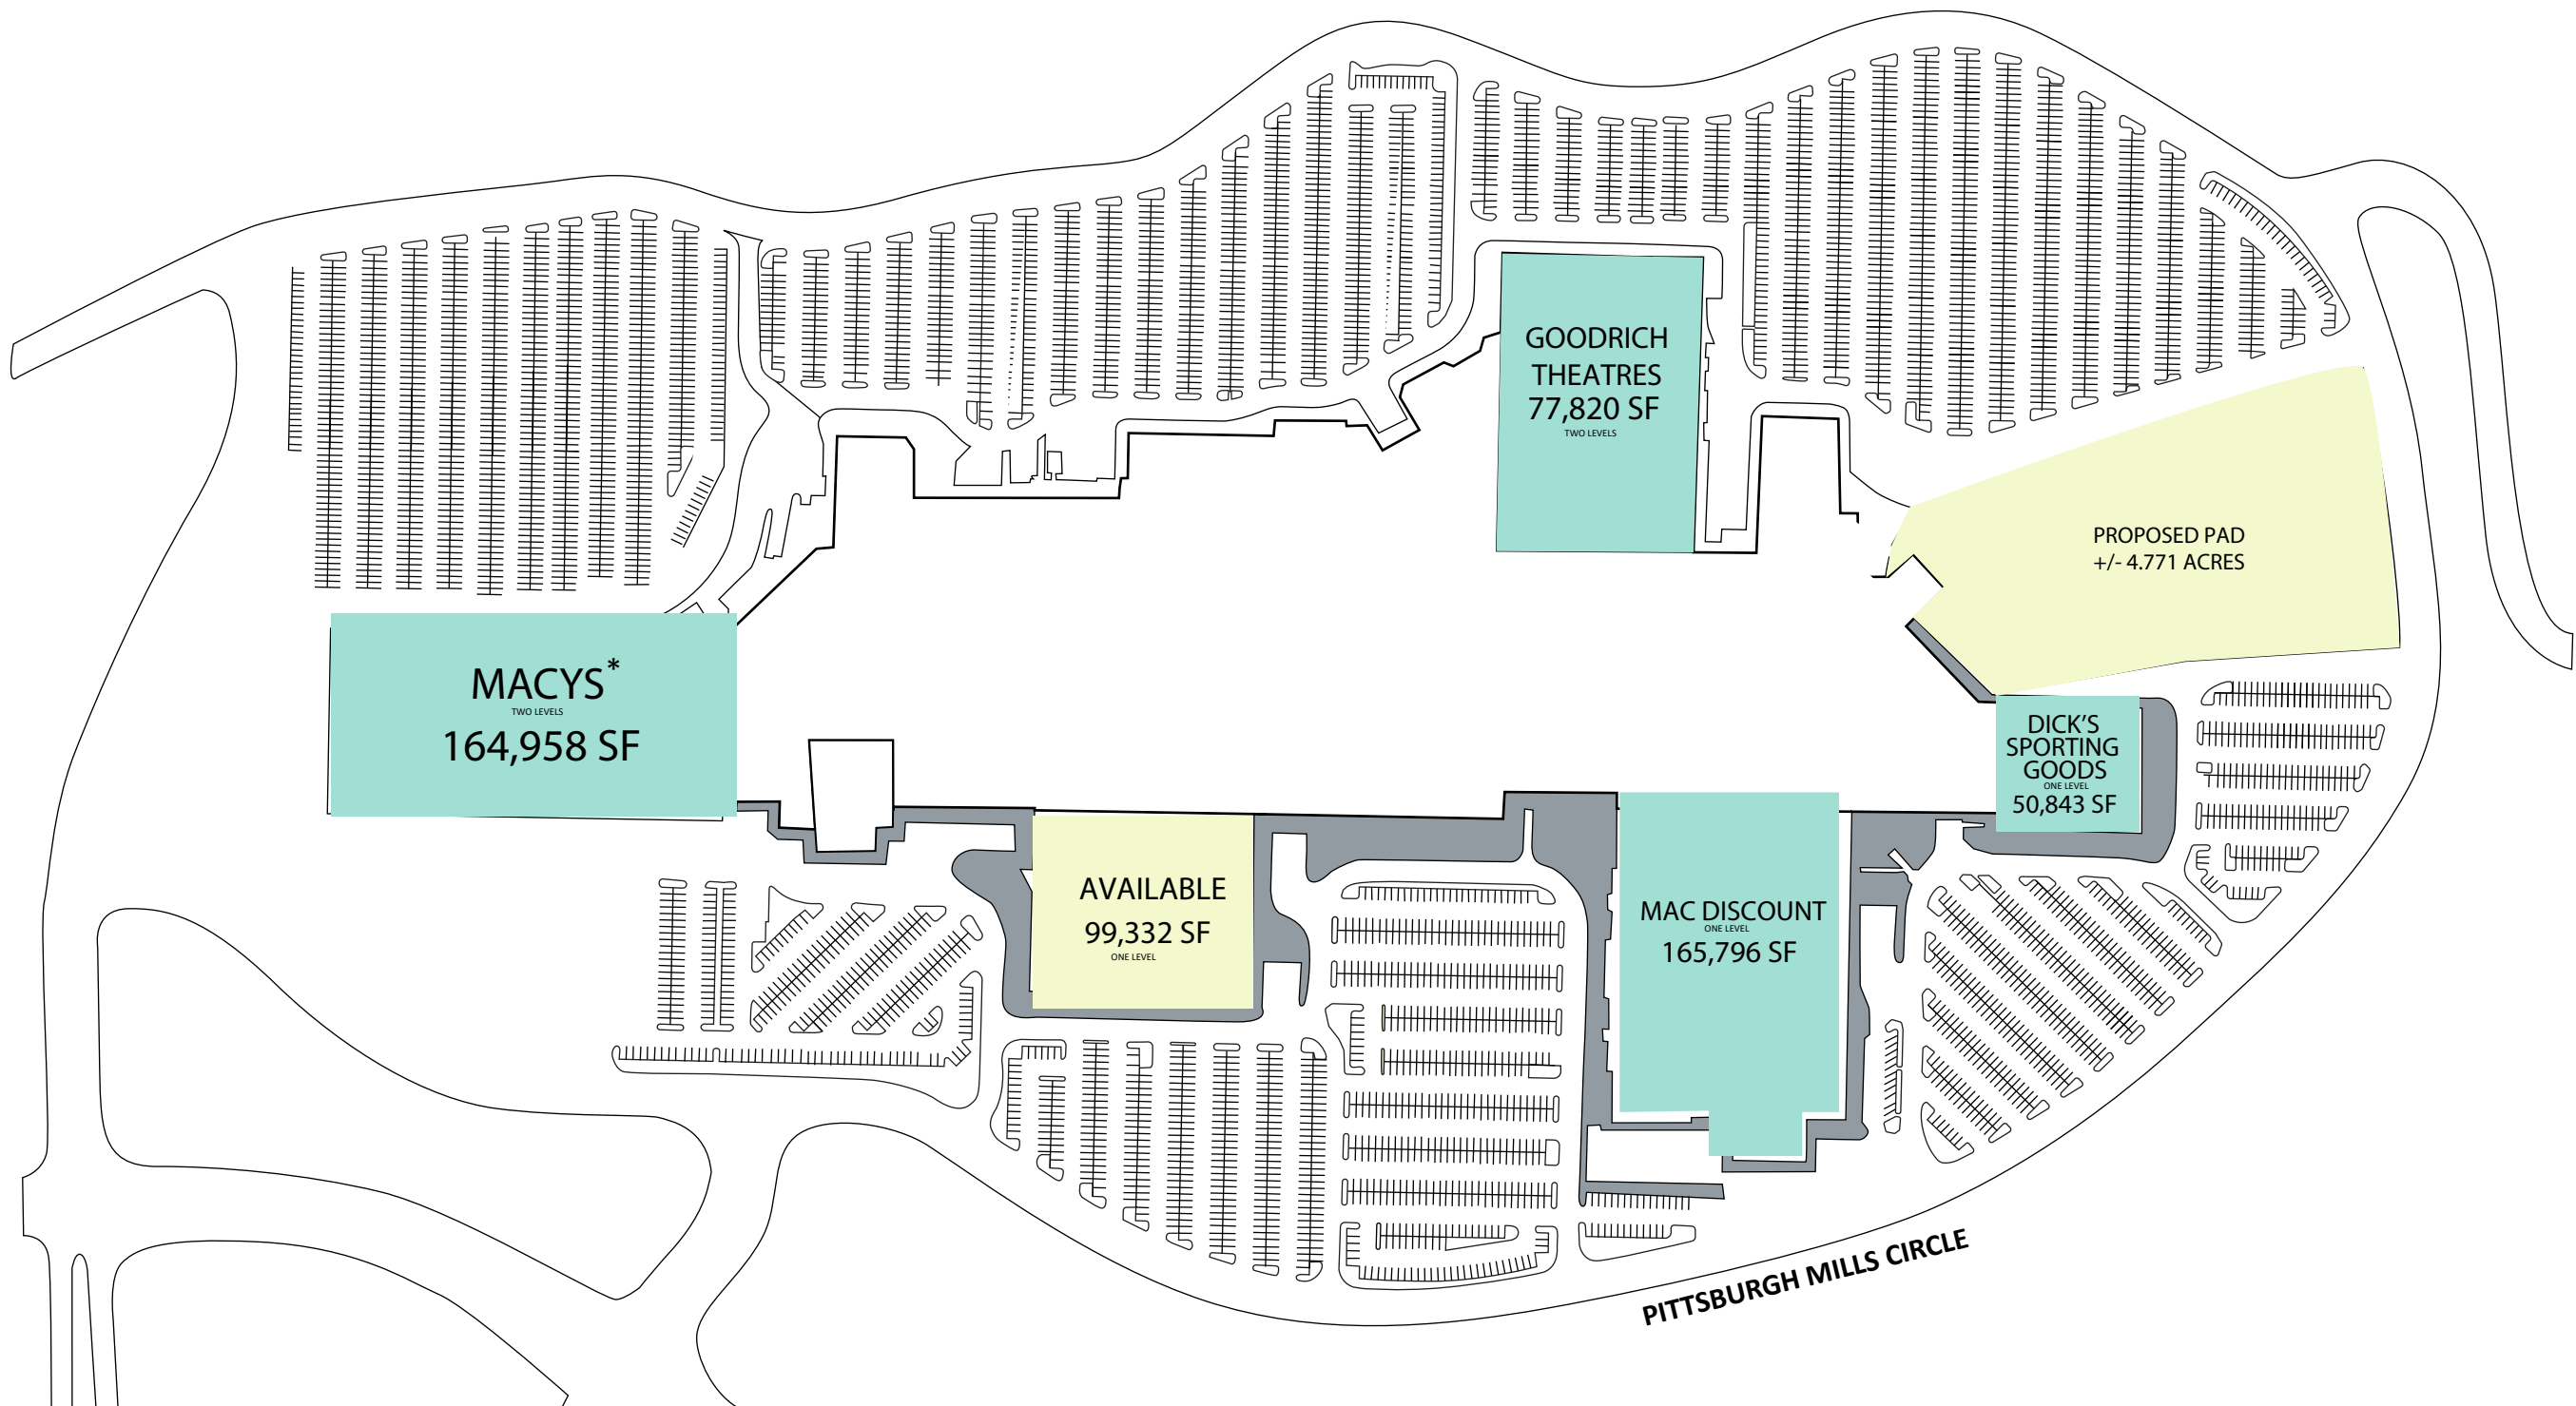 GOODRICH
THEATRES
77,820 SF
TWO LEVELS
PROPOSED PAD
+/- 4.771 ACRES
MACYS*
TWO LEVELS
164,958 SF
DICK'S
SPORTING
GOODS
ONE LEVEL
50,843 SF
AVAILABLE
99,332 SF
ONE LEVEL
MAC DISCOUNT
ONE LEVEL
165,796 SF
PITTSBURGH MILLS CIRCLE